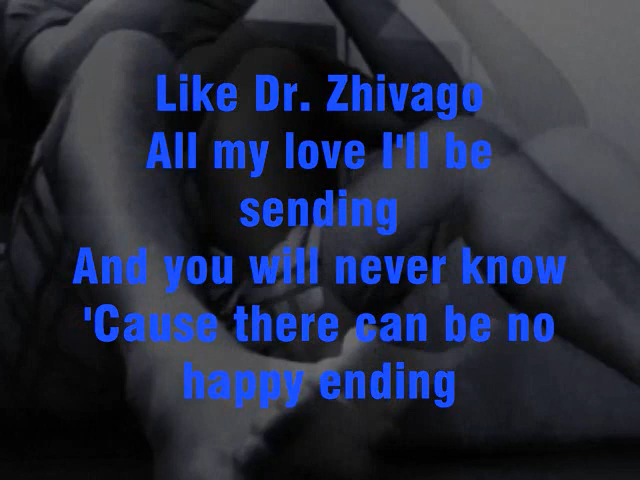 Like Dr. Zhivago
All my love I'll be
sending
And you will never know
'Cause there can be no
happy ending